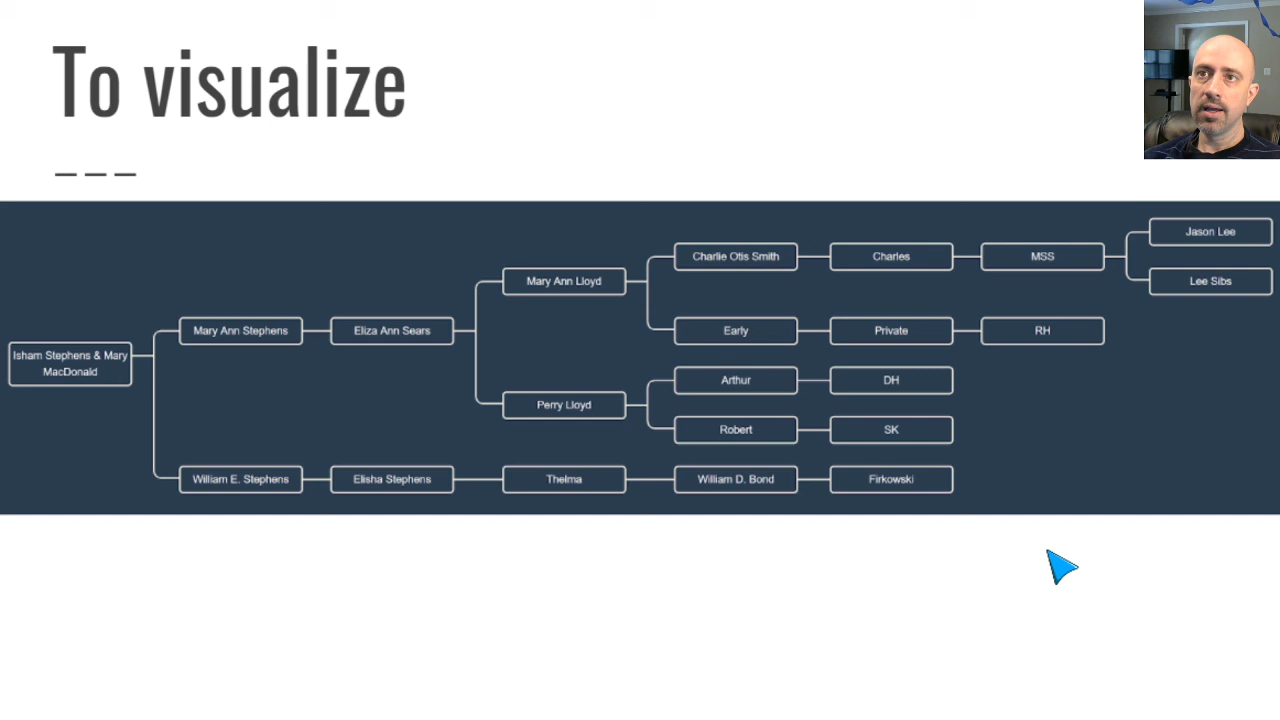 To visualize
Jason Lee
Charlie Otis Smith
Charles
MSS
Mary Ann Lloyd
Lee Sibs
Mary Ann Stephens
Eliza Ann Sears
Early
Private
RH
Isham Stephens & Mary
MacDonald
Arthur
DH
Perry Lloyd
Robert
SK
William E. Stephens
Elisha Stephens
Thelma
William D. Bond
Firkowski